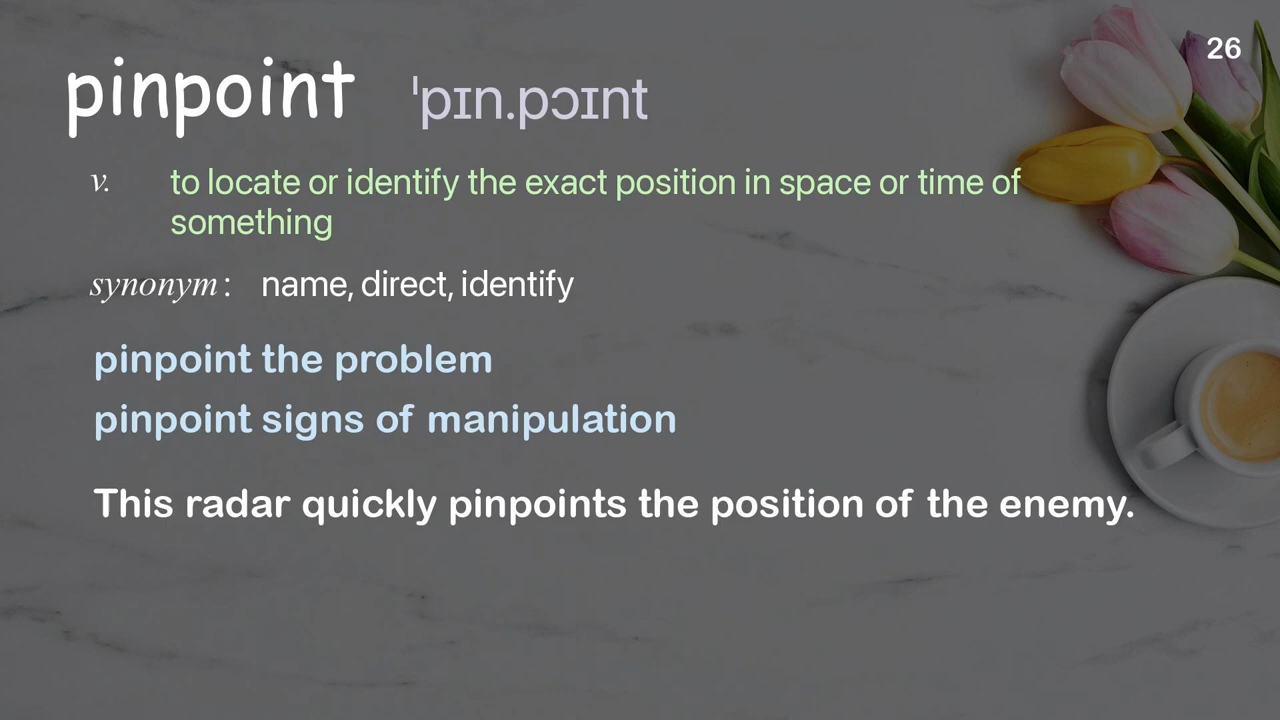 26
pinpoint ˈpɪn.pɔɪnt
v. to locate or identify the exact position in space or time of
something
synonym : name, direct, identify
pinpoint the problem
pinpoint signs of manipulation
This radar quickly pinpoints the position of the enemy.